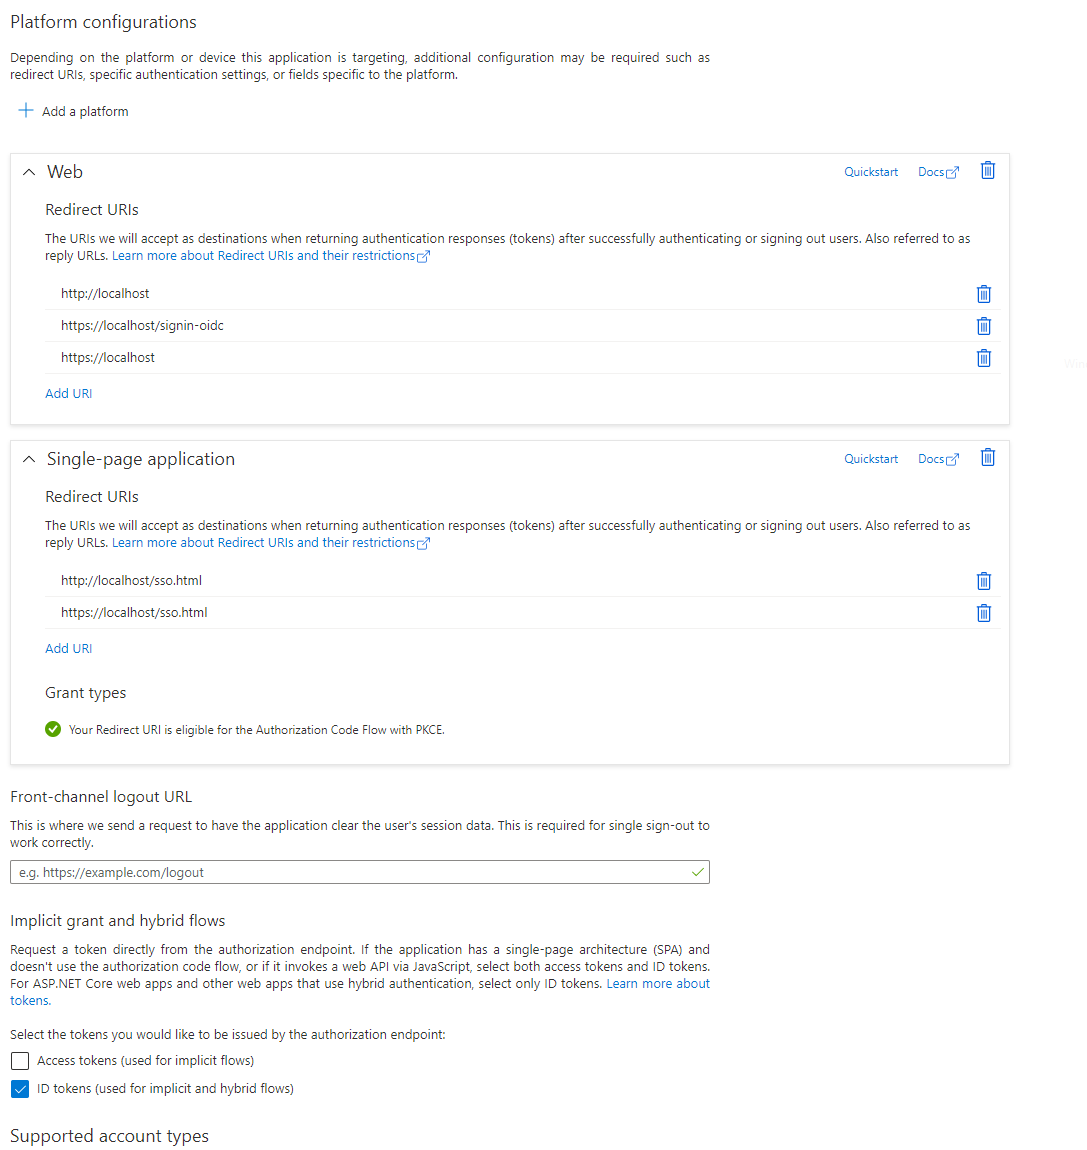 Platform configurations
Depending on the platform or device this application is targeting, additional configuration may be required such as
redirect URIs, specific authentication settings, or fields specific to the platform.
Add a platform
Web
Quickstart
Docs
Redirect URIs
The URIs we will accept as destinations when returning authentication responses (tokens) after successfully authenticating or signing out users. Also referred to as
reply URLs. Learn more about Redirect URIs and their restrictions
http://localhost
https://localhost/signin-oidc
https://localhost
Add URI
Single-page application
Quickstart
Docs
Redirect URIs
The URIs we will accept as destinations when returning authentication responses (tokens) after successfully authenticating or signing out users. Also referred to as
reply URLs. Learn more about Redirect URIs and their restrictions
http://localhost/sso.html
https://localhost/sso.html
Add URI
Grant types
Your Redirect URI is eligible for the Authorization Code Flow with PKCE.
Front-channel logout URL
This is where we send a request to have the application clear the user's session data. This is required for single sign-out to
work correctly.
e.g. https://example.com/logout
Implicit grant and hybrid flows
Request a token directly from the authorization endpoint. If the application has a single-page architecture (SPA) and
doesn't use the authorization code flow, or if it invokes a web API via JavaScript, select both access tokens and ID tokens.
For ASP.NET Core web apps and other web apps that use hybrid authentication, select only ID tokens. Learn more about
tokens.
Select the tokens you would like to be issued by the authorization endpoint:
Access tokens (used for implicit flows)
ID tokens (used for implicit and hybrid flows)
Supported account types